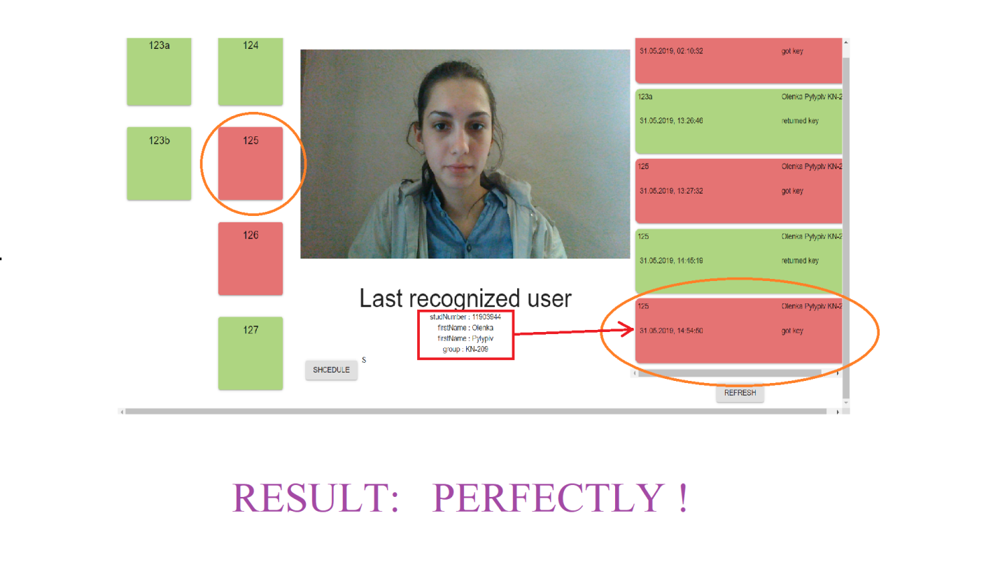 123a
124
123b
125
126
127
Last recognized user
studNumber : 11903944
firstName : Olenka
firstName : Pylypiv
group : KN-209
SHCEDULE
S
31.05.2019, 02:10:32 got key
123a Olenka Pylypiv KN-2
31.05.2019, 13:26:46 returned key
125 Olenka Pylypiv KN-2
31.05.2019, 13:27:32 got key
125 Olenka Pylypiv KN-2
31.05.2019, 14:45:19 returned key
125 Olenka Pylypiv KN-2
31.05.2019, 14:54:50 got key
REFRESH
RESULT: PERFECTLY !